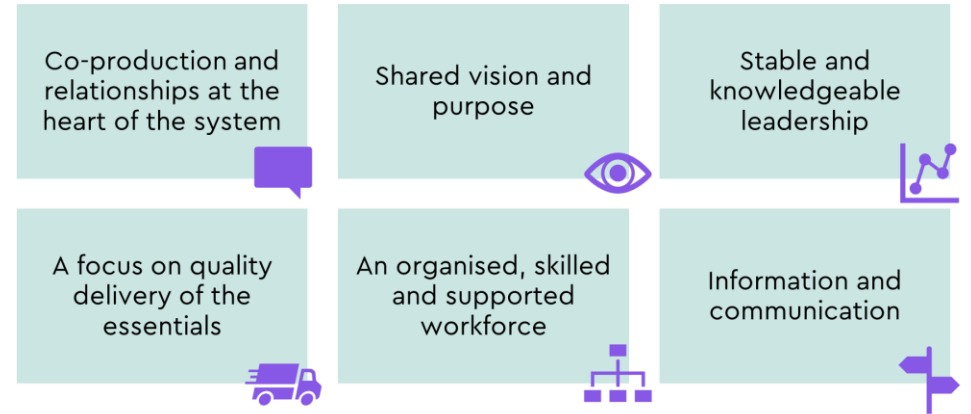 Co-production and
relationships at the
heart of the system
Shared vision and
purpose
Stable and
knowledgeable
leadership
A focus on quality
delivery of the
essentials
An organised, skilled
and supported
workforce
Information and
communication